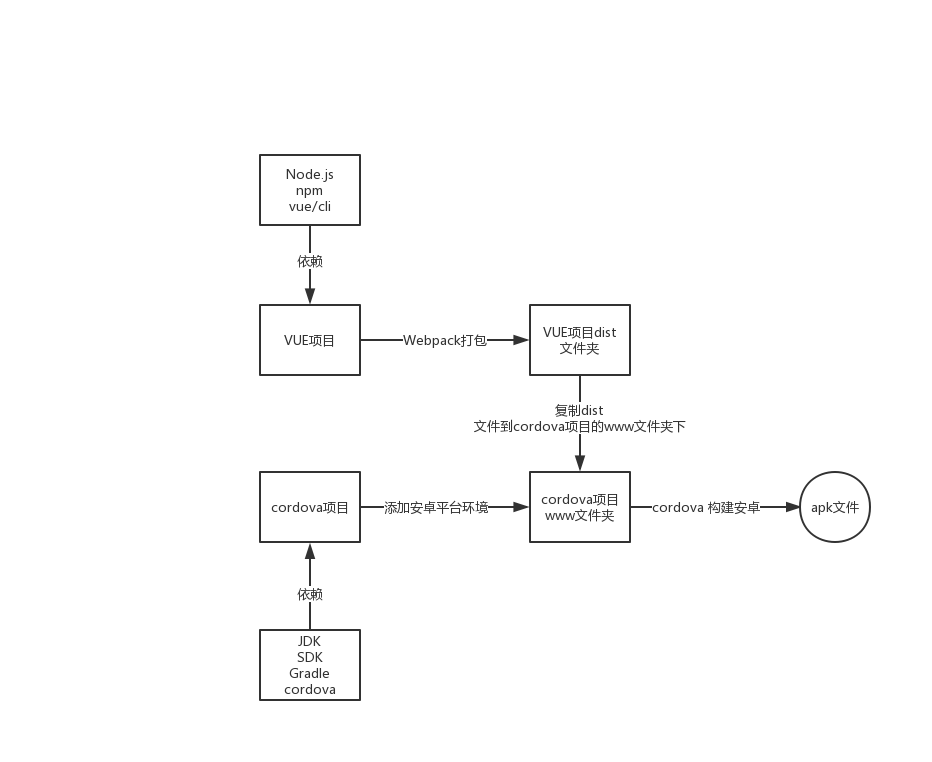 Node.js
npm
vue/cli
依赖
VUE项目
Webpack打包
VUE项目dist
文件夹
复制dist
文件到cordova项目的www文件夹下
cordova项目
添加安卓平台环境
cordova项目
www文件夹
cordova 构建安卓
apk文件
依赖
JDK
SDK
Gradle
cordova